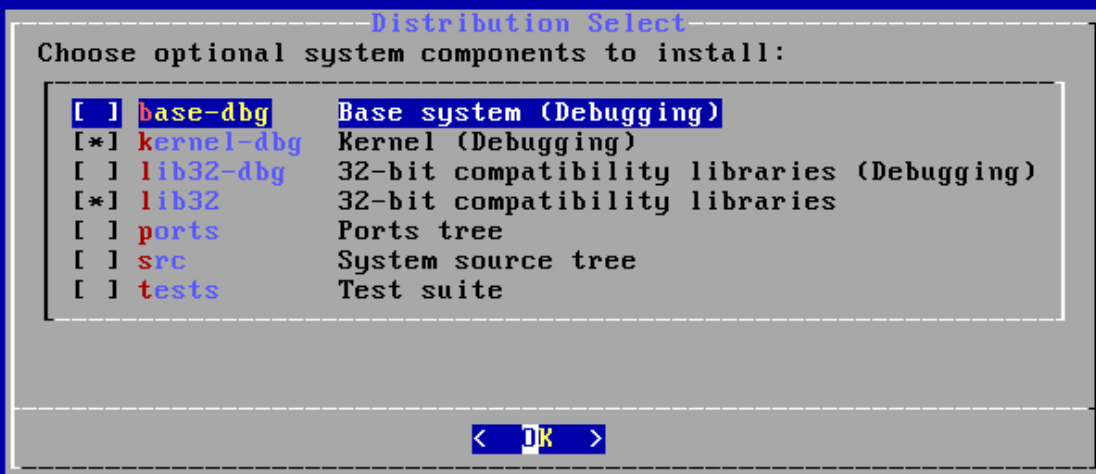 Distribution Select
Choose optional system components to install:
[ ] base-dbg Base system (Debugging)
[*] kernel-dbg Kernel (Debugging)
[ ] lib32-dbg 32-bit compatibility libraries (Debugging)
[*] lib32 32-bit compatibility libraries
[ ] ports Ports tree
[ ] src System source tree
[ ] tests Test suite
< OK >